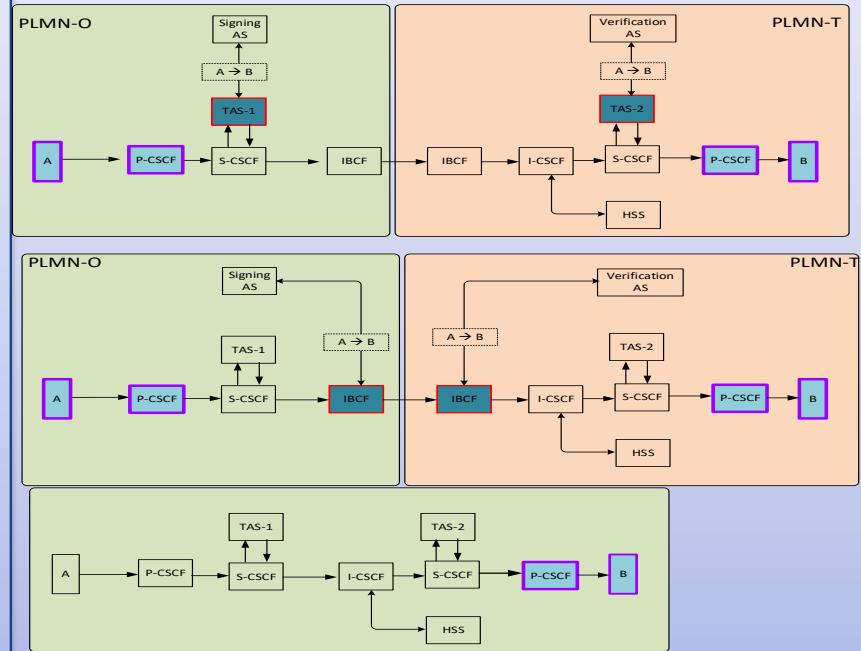 PLMN-O
Signing
AS
A → B
TAS-1
A
P-CSCF
S-CSCF
IBCF
PLMN-T
Verification
AS
A → B
TAS-2
IBCF
I-CSCF
S-CSCF
P-CSCF
B
HSS
PLMN-O
Signing
AS
A → B
TAS-1
A
P-CSCF
S-CSCF
IBCF
PLMN-T
Verification
AS
A → B
TAS-2
IBCF
I-CSCF
S-CSCF
P-CSCF
B
HSS
TAS-1
TAS-2
A
P-CSCF
S-CSCF
I-CSCF
S-CSCF
P-CSCF
B
HSS